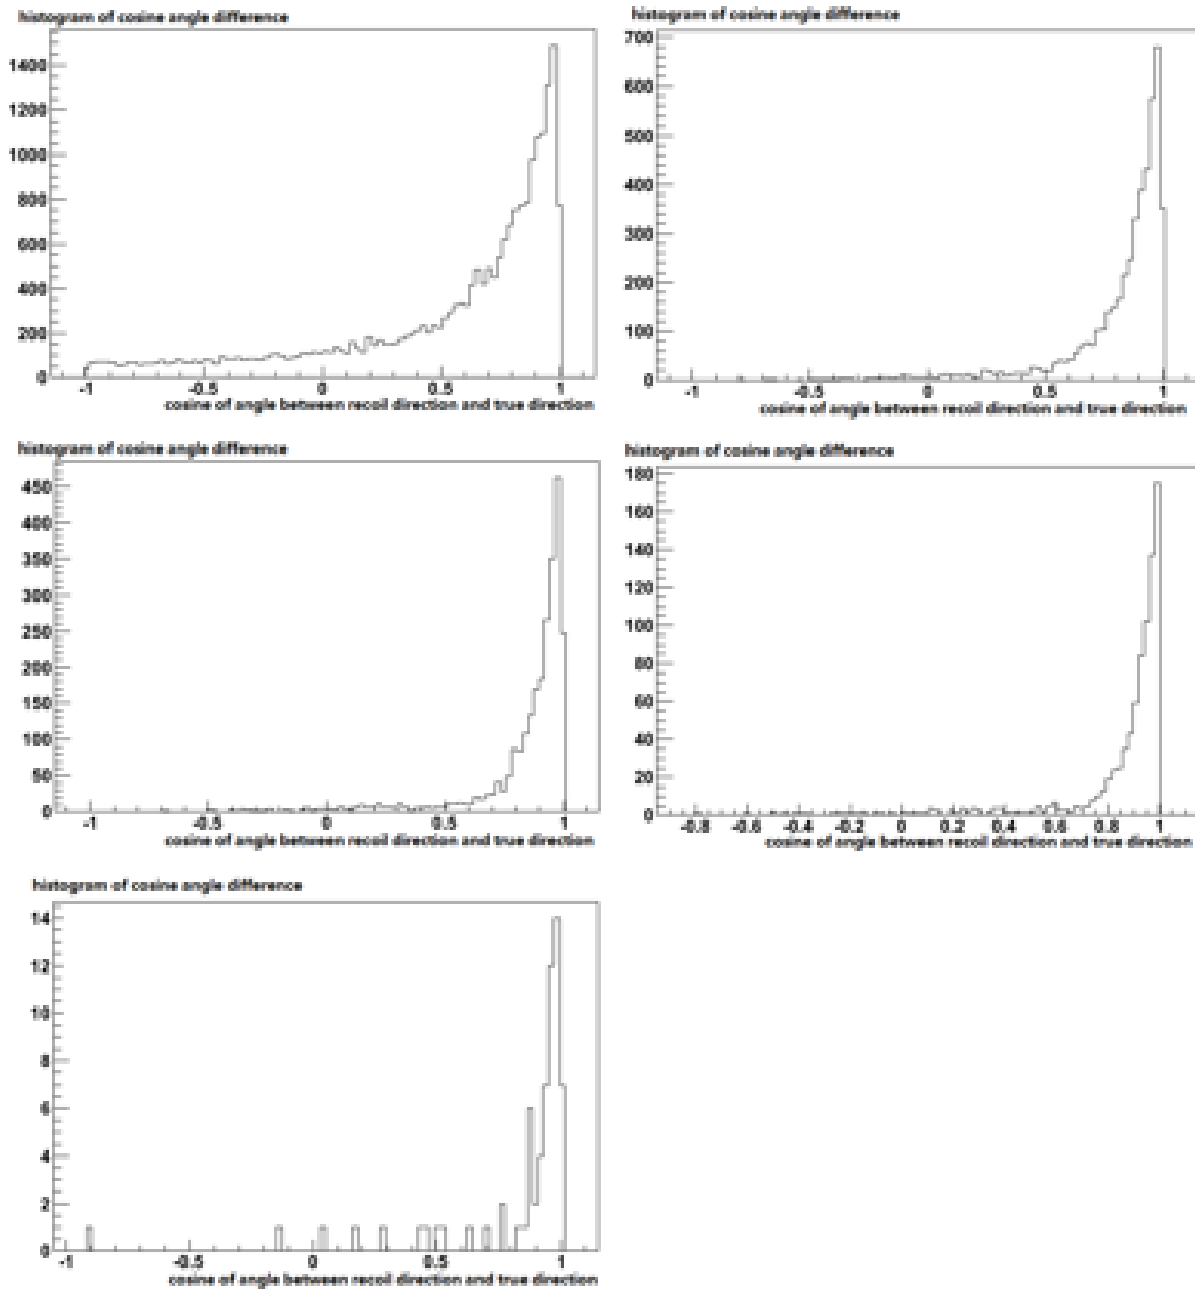 histogram of cosine angle difference
1400
1200
1000
800
600
400
200
0
-1 -0.5 0 0.5 1
cosine of angle between recoil direction and true direction
histogram of cosine angle difference
700
600
500
400
300
200
100
0
-1 -0.5 0 0.5 1
cosine of angle between recoil direction and true direction
histogram of cosine angle difference
450
400
350
300
250
200
150
100
50
0
-1 -0.5 0 0.5 1
cosine of angle between recoil direction and true direction
histogram of cosine angle difference
180
160
140
120
100
80
60
40
20
0
-0.8 -0.6 -0.4 -0.2 0 0.2 0.4 0.6 0.8 1
cosine of angle between recoil direction and true direction
histogram of cosine angle difference
14
12
10
8
6
4
2
0
-1 -0.5 0 0.5 1
cosine of angle between recoil direction and true direction